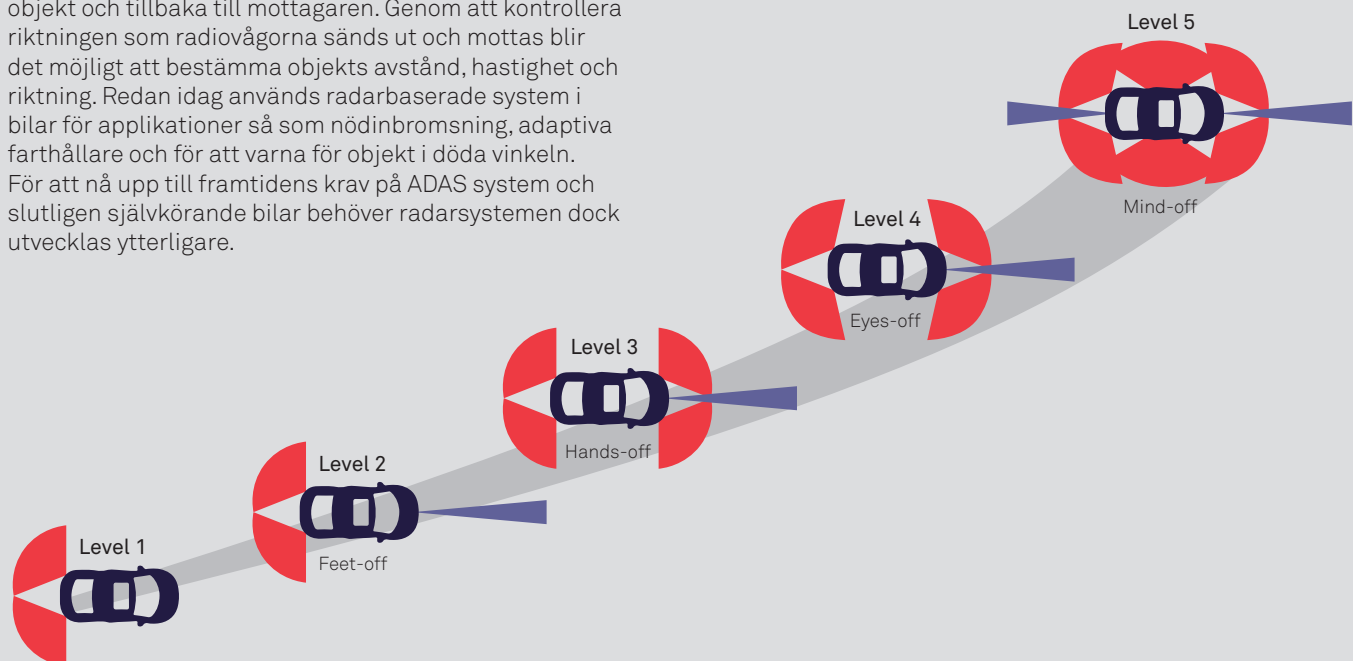 objekt och tillbaka till mottagaren. Genom att kontrollera
riktningen som radiovågorna sänds ut och mottas blir
det möjligt att bestämma objekts avstånd, hastighet och
riktning. Redan idag används radarbaserade system i
bilar för applikationer så som nödinbromsning, adaptiva
farthållare och för att varna för objekt i döda vinkeln.
För att nå upp till framtidens krav på ADAS system och
slutligen självkörande bilar behöver radarsystemen dock
utvecklas ytterligare.
Level 5
Mind-off
Level 4
Eyes-off
Level 3
Hands-off
Level 2
Feet-off
Level 1